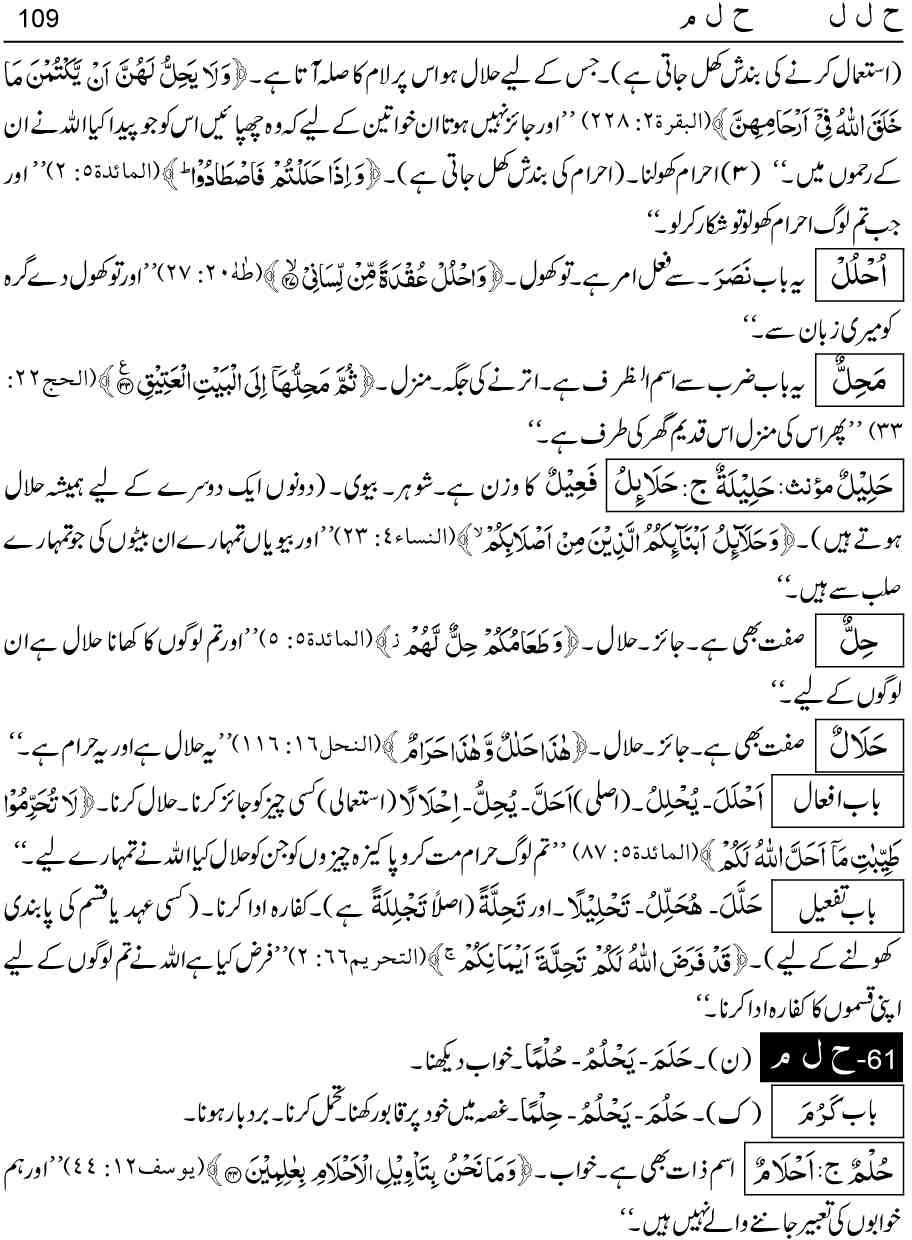 ح ل ل ح ل م 109
(استعمال کرنے کی بندش کھل جاتی ہے)۔ جس کے لیے حلال ہو اس پر لام کا صلہ آتا ہے۔ ﴿وَلَا يَحِلُّ لَهُنَّ اَنْ يَّكْتُمْنَ مَا
خَلَقَ اللّٰهُ فِيْٓ اَرْحَامِهِنَّ﴾ (البقرة۲: ۲۲۸) ’’اور جائز نہیں ہوتا ان خواتین کے لیے کہ وہ چھپائیں اس کو جو پیدا کیا اللہ نے ان
کے رحموں میں۔‘‘ (۳) احرام کھولنا۔ (احرام کی بندش کھل جاتی ہے)۔ ﴿وَاِذَا حَلَلْتُمْ فَاصْطَادُوْا ؕ﴾ (المائدة۵: ۲) ’’اور
جب تم لوگ احرام کھولو تو شکار کر لو۔‘‘
اُحْلُلْ یہ باب نَصَرَ۔ سے فعل امر ہے۔ تو کھول۔ ﴿وَاحْلُلْ عُقْدَةً مِّنْ لِّسَانِيْ ۙ۲۷﴾ (طٰهٰ۲۰: ۲۷) ’’اور تو کھول دے گرہ
کو میری زبان سے۔‘‘
مَحِلٌّ یہ باب ضرب سے اسم الظرف ہے۔ اترنے کی جگہ۔ منزل۔ ﴿ثُمَّ مَحِلُّهَآ اِلَى الْبَيْتِ الْعَتِيْقِ ۧ۳۳﴾ (الحج۲۲:
۳۳) ’’پھر اس کی منزل اس قدیم گھر کی طرف ہے۔‘‘
حَلِيْلٌ مؤنث: حَلِيْلَةٌ ج: حَلَايِلُ فَعِيْلٌ کا وزن ہے۔ شوہر۔ بیوی۔ (دونوں ایک دوسرے کے لیے ہمیشہ حلال
ہوتے ہیں)۔ ﴿وَحَلَآئِلُ اَبْنَآئِكُمُ الَّذِيْنَ مِنْ اَصْلَابِكُمْ ۙ﴾ (النساء۴: ۲۳) ’’اور بیویاں تمہارے ان بیٹوں کی جو تمہارے
صلب سے ہیں۔‘‘
حِلٌّ صفت بھی ہے۔ جائز۔ حلال۔ ﴿وَطَعَامُكُمْ حِلٌّ لَّهُمْ ز﴾ (المائدة۵: ۵) ’’اور تم لوگوں کا کھانا حلال ہے ان
لوگوں کے لیے۔‘‘
حَلَالٌ صفت بھی ہے۔ جائز۔ حلال۔ ﴿هٰذَا حَلٰلٌ وَّهٰذَا حَرَامٌ﴾ (النحل۱۶: ۱۱۶) ’’یہ حلال ہے اور یہ حرام ہے۔‘‘
باب افعال اَحْلَلَ۔ يُحْلِلُ۔ (اصلی) اَحَلَّ۔ يُحِلُّ۔ اِحْلَالًا (استعمالی) کسی چیز کو جائز کرنا۔ حلال کرنا۔ ﴿لَا تُحَرِّمُوْا
طَيِّبٰتِ مَآ اَحَلَّ اللّٰهُ لَكُمْ﴾ (المائدة۵: ۸۷) ’’تم لوگ حرام مت کرو پاکیزہ چیزوں کو جن کو حلال کیا اللہ نے تمہارے لیے۔‘‘
باب تفعیل حَلَّلَ۔ هُحَلِّلُ۔ تَحْلِيْلًا۔ اور تَحِلَّةً (اصلاً تَجْلِلَةً ہے)۔ کفارہ ادا کرنا۔ (کسی عہد یا قسم کی پابندی
کھولنے کے لیے)۔ ﴿قَدْ فَرَضَ اللّٰهُ لَكُمْ تَحِلَّةَ اَيْمَانِكُمْ ۚ﴾ (التحریم۶۶: ۲) ’’فرض کیا ہے اللہ نے تم لوگوں کے لیے
اپنی قسموں کا کفارہ ادا کرنا۔‘‘
61- ح ل م (ن)۔ حَلَمَ۔ يَحْلُمُ۔ حُلْمًا۔ خواب دیکھنا۔
باب كَرُمَ (ک)۔ حَلُمَ۔ يَحْلُمُ۔ حِلْمًا۔ غصہ میں خود پر قابو رکھنا۔ تحمل کرنا۔ بردبار ہونا۔
حُلْمٌ ج: اَحْلَامٌ اسم ذات بھی ہے۔ خواب۔ ﴿وَمَا نَحْنُ بِتَاْوِيْلِ الْاَحْلَامِ بِعٰلِمِيْنَ ۴۴﴾ (یوسف۱۲: ۴۴) ’’اور ہم
خوابوں کی تعبیر جاننے والے نہیں ہیں۔‘‘